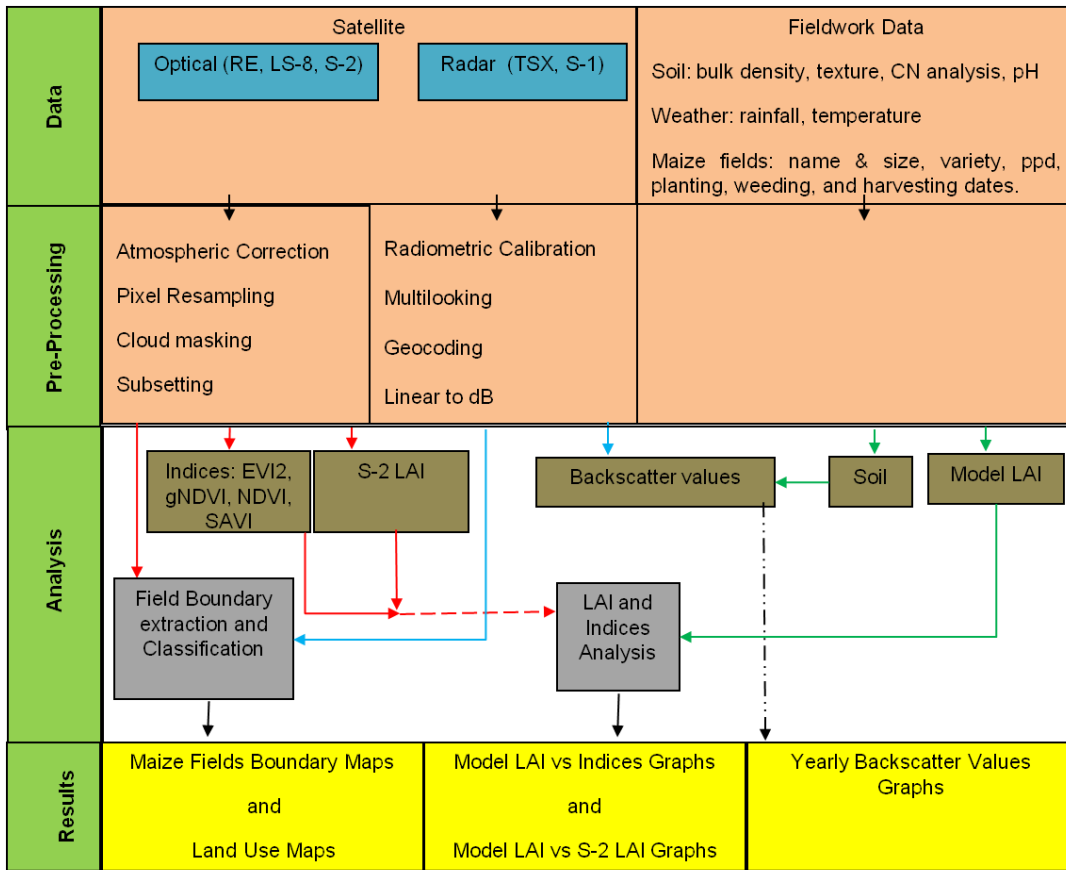 Data
Satellite
Optical (RE, LS-8, S-2)
Radar (TSX, S-1)
Fieldwork Data
Soil: bulk density, texture, CN analysis, pH
Weather: rainfall, temperature
Maize fields: name & size, variety, ppd,
planting, weeding, and harvesting dates.
Pre-Processing
Atmospheric Correction
Pixel Resampling
Cloud masking
Subsetting
Radiometric Calibration
Multilooking
Geocoding
Linear to dB
Analysis
Indices: EVI2,
gNDVI, NDVI,
SAVI
S-2 LAI
Backscatter values
Soil
Model LAI
Field Boundary
extraction and
Classification
LAI and
Indices
Analysis
Results
Maize Fields Boundary Maps
and
Land Use Maps
Model LAI vs Indices Graphs
and
Model LAI vs S-2 LAI Graphs
Yearly Backscatter Values
Graphs